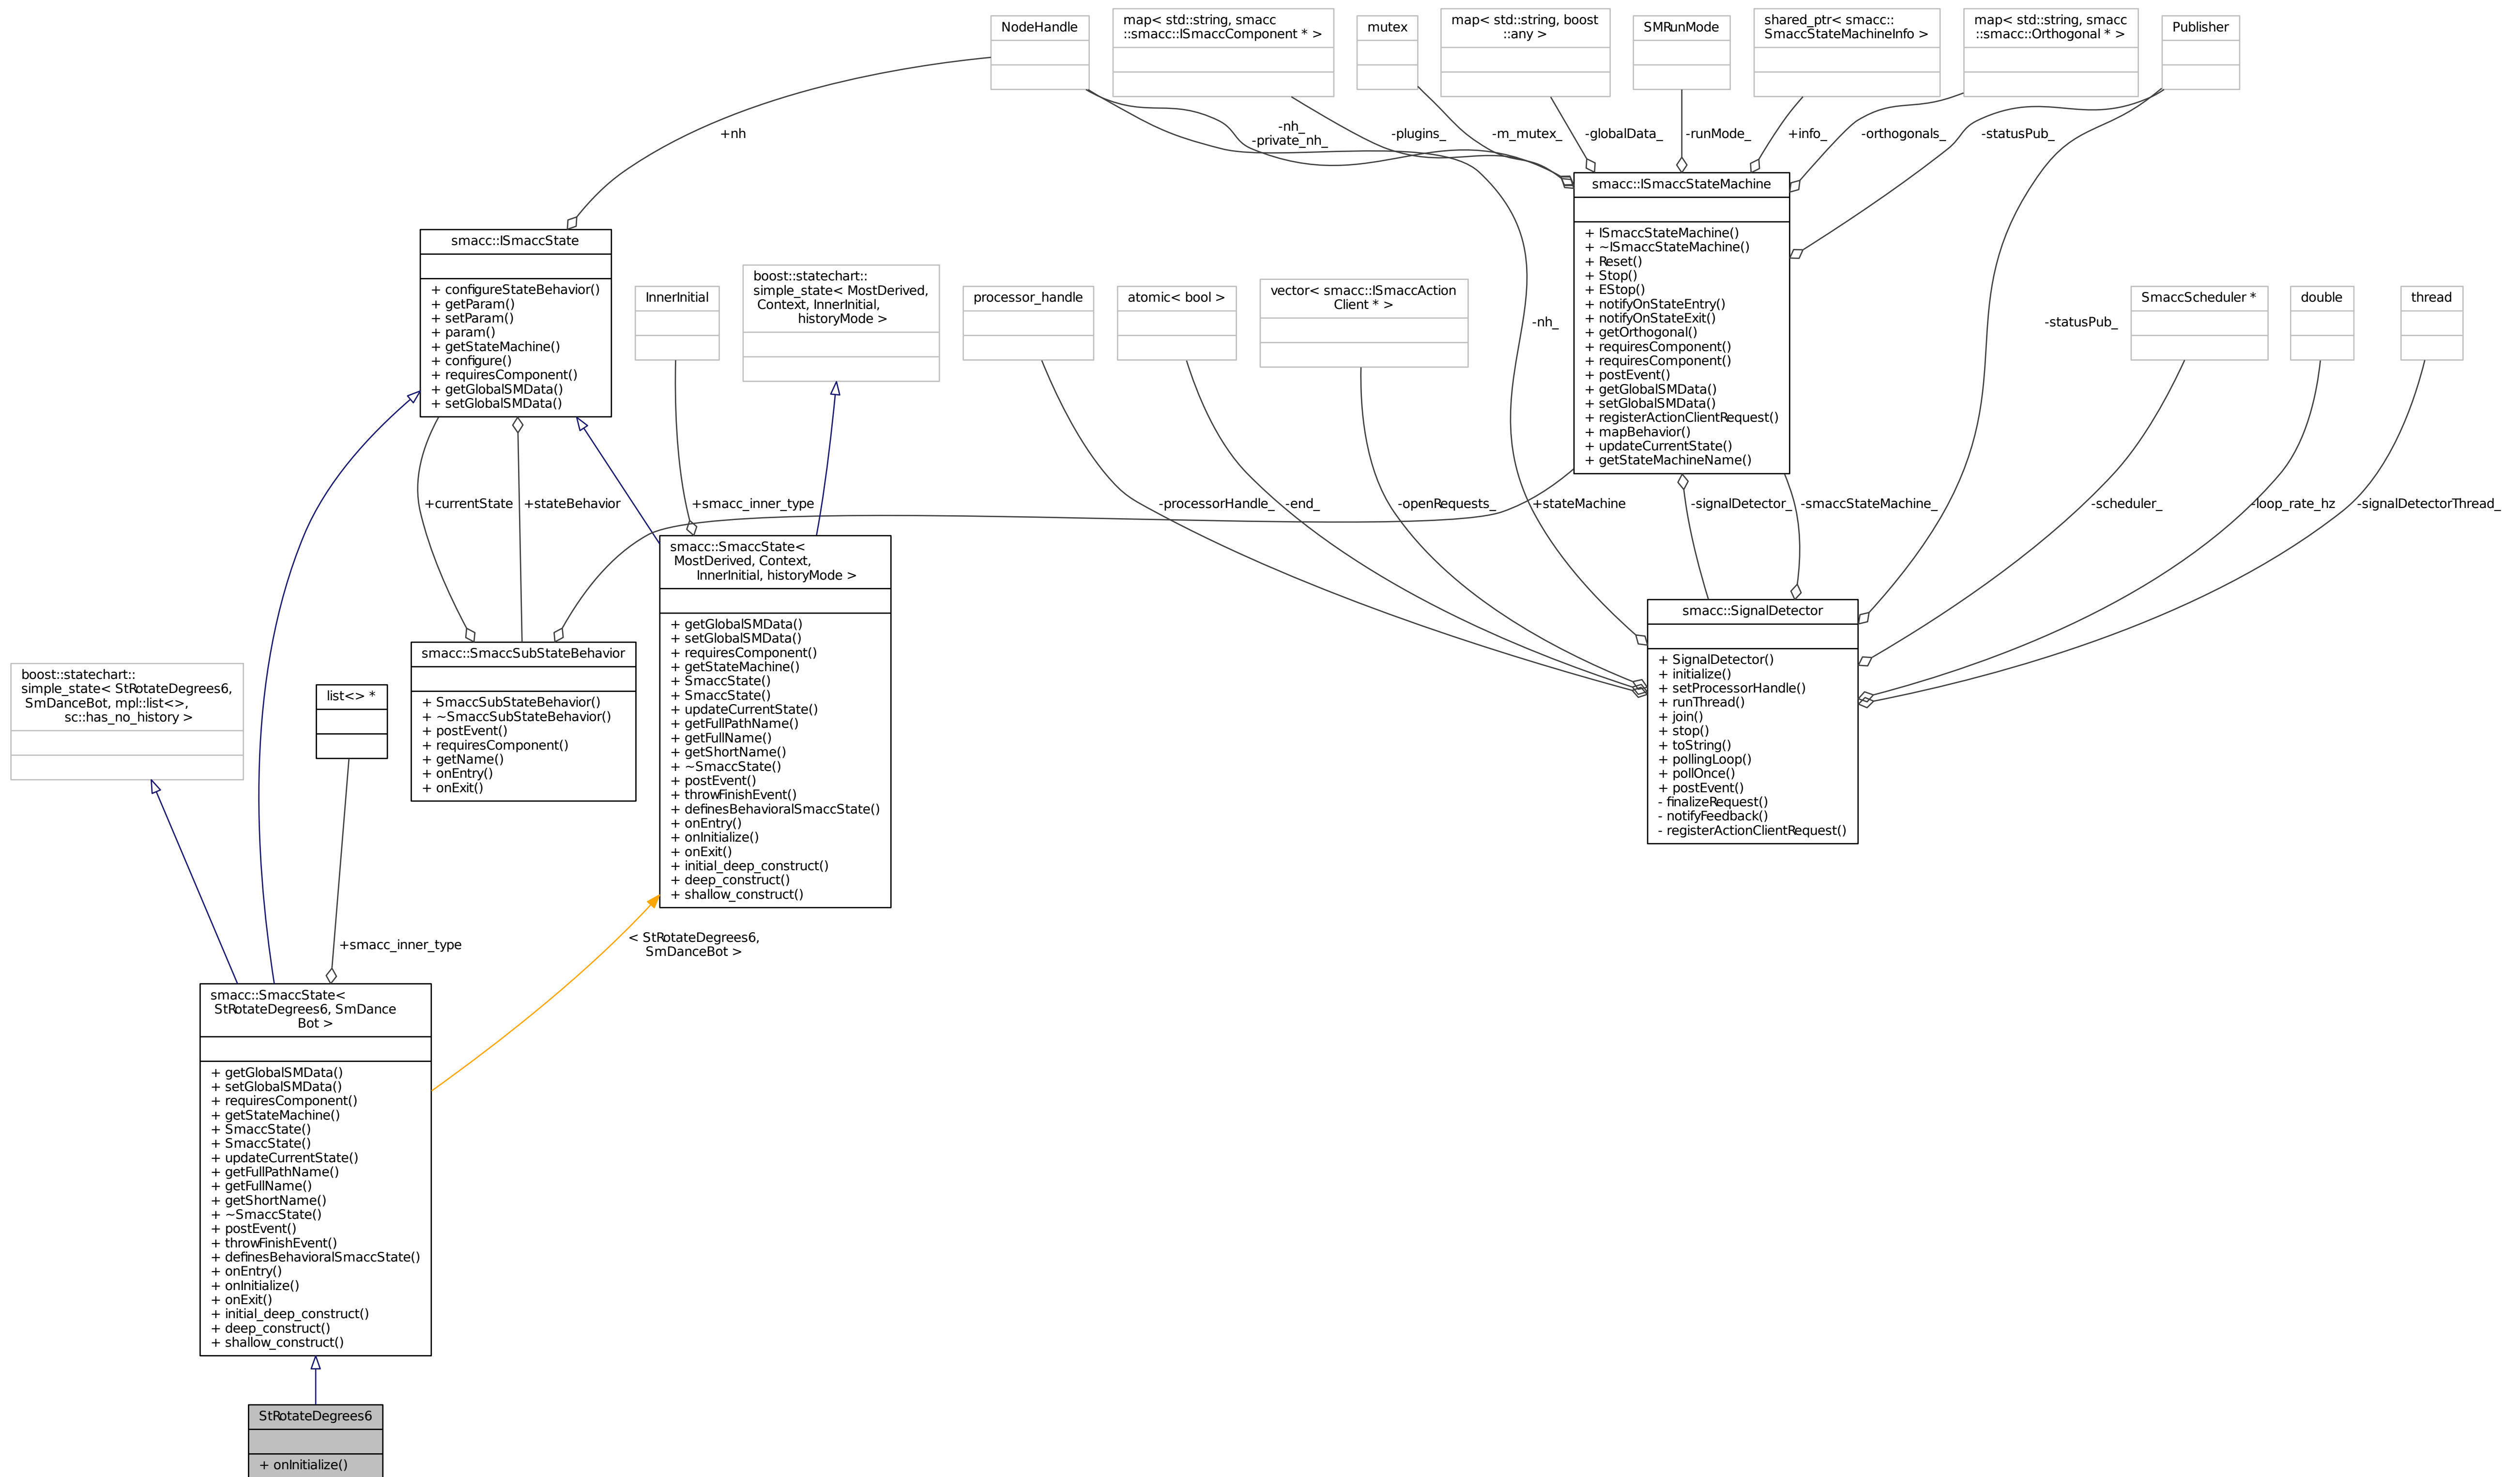 NodeHandle
map< std::string, smacc
::smacc::ISmaccComponent * >
mutex
map< std::string, boost
::any >
SMRunMode
shared_ptr< smacc::
SmaccStateMachineInfo >
map< std::string, smacc
::smacc::Orthogonal * >
Publisher
+nh
-nh_
-private_nh_
-plugins_
-m_mutex_
-globalData_
-runMode_
+info_
-orthogonals_
-statusPub_
smacc::ISmaccStateMachine
+ ISmaccStateMachine()
+ ~ISmaccStateMachine()
+ Reset()
+ Stop()
+ EStop()
+ notifyOnStateEntry()
+ notifyOnStateExit()
+ getOrthogonal()
+ requiresComponent()
+ requiresComponent()
+ postEvent()
+ getGlobalSMData()
+ setGlobalSMData()
+ registerActionClientRequest()
+ mapBehavior()
+ updateCurrentState()
+ getStateMachineName()
smacc::ISmaccState
+ configureStateBehavior()
+ getParam()
+ setParam()
+ param()
+ getStateMachine()
+ configure()
+ requiresComponent()
+ getGlobalSMData()
+ setGlobalSMData()
InnerInitial
boost::statechart::
simple_state< MostDerived,
Context, InnerInitial,
historyMode >
processor_handle
atomic< bool >
vector< smacc::ISmaccAction
Client * >
-nh_
-statusPub_
SmaccScheduler *
double
thread
+currentState
+stateBehavior
+smacc_inner_type
-processorHandle_
-end_
-openRequests_
+stateMachine
-signalDetector_
-smaccStateMachine_
-scheduler_
-loop_rate_hz
-signalDetectorThread_
smacc::SmaccState<
MostDerived, Context,
InnerInitial, historyMode >
+ getGlobalSMData()
+ setGlobalSMData()
+ requiresComponent()
+ getStateMachine()
+ SmaccState()
+ SmaccState()
+ updateCurrentState()
+ getFullPathName()
+ getFullName()
+ getShortName()
+ ~SmaccState()
+ postEvent()
+ throwFinishEvent()
+ definesBehavioralSmaccState()
+ onEntry()
+ onInitialize()
+ onExit()
+ initial_deep_construct()
+ deep_construct()
+ shallow_construct()
smacc::SignalDetector
+ SignalDetector()
+ initialize()
+ setProcessorHandle()
+ runThread()
+ join()
+ stop()
+ toString()
+ pollingLoop()
+ pollOnce()
+ postEvent()
- finalizeRequest()
- notifyFeedback()
- registerActionClientRequest()
smacc::SmaccSubStateBehavior
+ SmaccSubStateBehavior()
+ ~SmaccSubStateBehavior()
+ postEvent()
+ requiresComponent()
+ getName()
+ onEntry()
+ onExit()
boost::statechart::
simple_state< StRotateDegrees6,
SmDanceBot, mpl::list<>,
sc::has_no_history >
list<> *
+smacc_inner_type
< StRotateDegrees6,
SmDanceBot >
smacc::SmaccState<
StRotateDegrees6, SmDance
Bot >
+ getGlobalSMData()
+ setGlobalSMData()
+ requiresComponent()
+ getStateMachine()
+ SmaccState()
+ SmaccState()
+ updateCurrentState()
+ getFullPathName()
+ getFullName()
+ getShortName()
+ ~SmaccState()
+ postEvent()
+ throwFinishEvent()
+ definesBehavioralSmaccState()
+ onEntry()
+ onInitialize()
+ onExit()
+ initial_deep_construct()
+ deep_construct()
+ shallow_construct()
StRotateDegrees6
+ onInitialize()